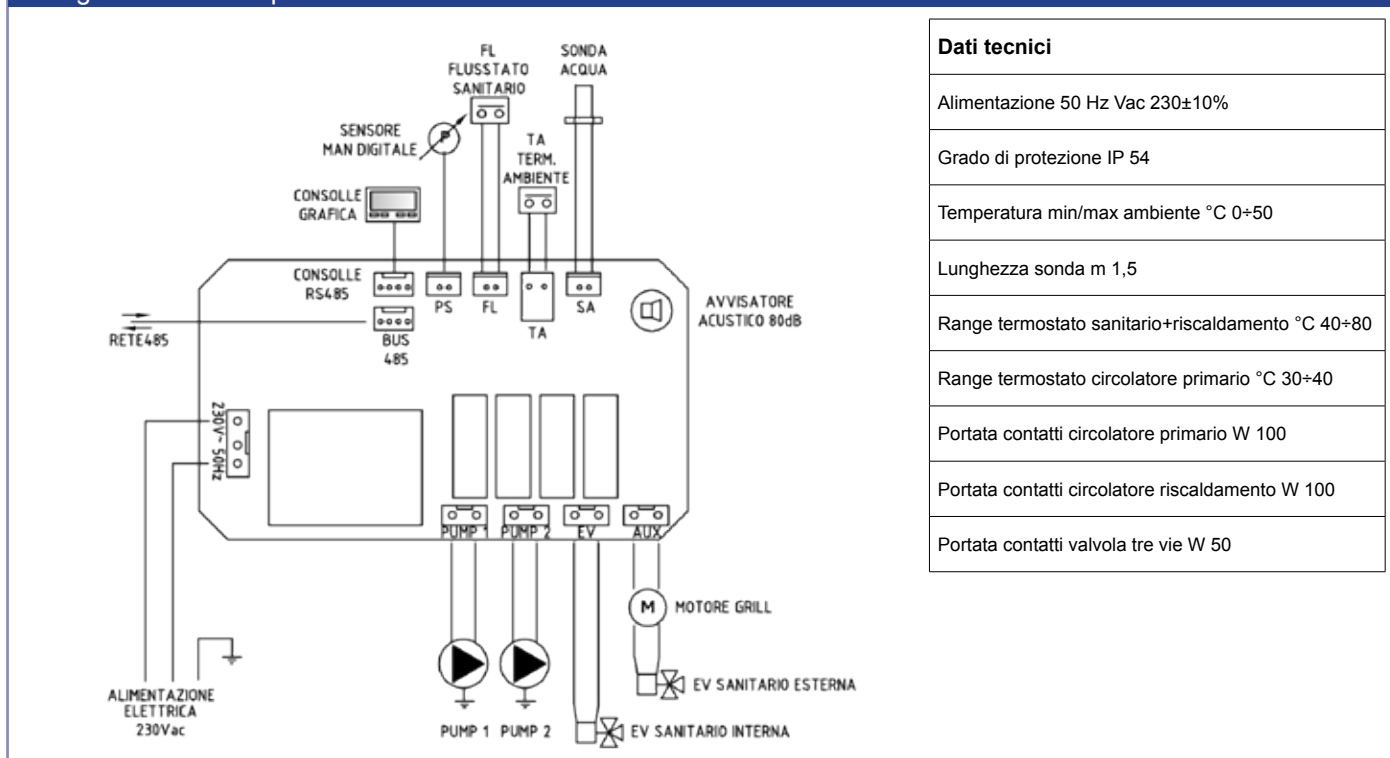 FL
FLUSSTATO
SANITARIO
SONDA
ACQUA
SENSORE
MAN DIGITALE
P
TA
TERM.
AMBIENTE
CONSOLLE
GRAFICA
CONSOLLE
RS485
PS
FL
TA
SA
AVVISATORE
ACUSTICO 80dB
RETE485
BUS
485
230V~ 50Hz
PUMP 1
PUMP 2
EV
AUX
M
MOTORE GRILL
EV SANITARIO ESTERNA
ALIMENTAZIONE
ELETTRICA
230Vac
PUMP 1
PUMP 2
EV SANITARIO INTERNA
Dati tecnici
Alimentazione 50 Hz Vac 230±10%
Grado di protezione IP 54
Temperatura min/max ambiente °C 0÷50
Lunghezza sonda m 1,5
Range termostato sanitario+riscaldamento °C 40÷80
Range termostato circolatore primario °C 30÷40
Portata contatti circolatore primario W 100
Portata contatti circolatore riscaldamento W 100
Portata contatti valvola tre vie W 50